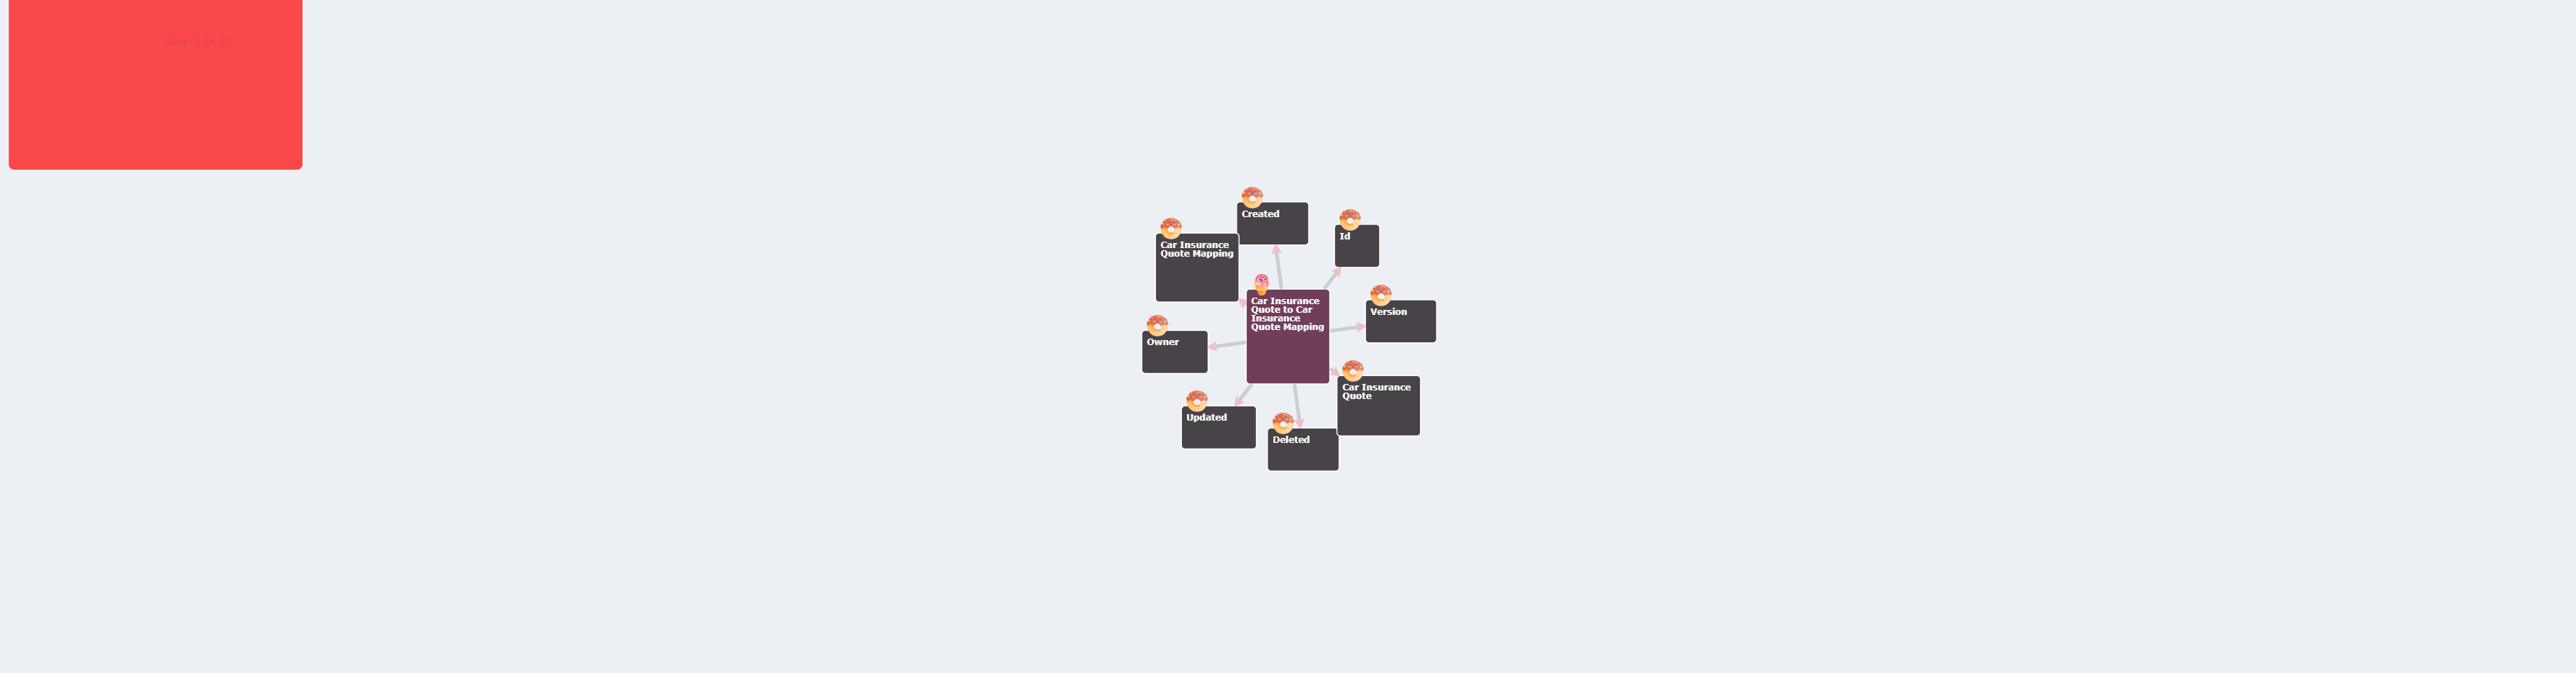 Created
Id
Car Insurance
Quote Mapping
Car Insurance
Quote to Car
Insurance
Quote Mapping
Version
Owner
Car Insurance
Quote
Updated
Deleted